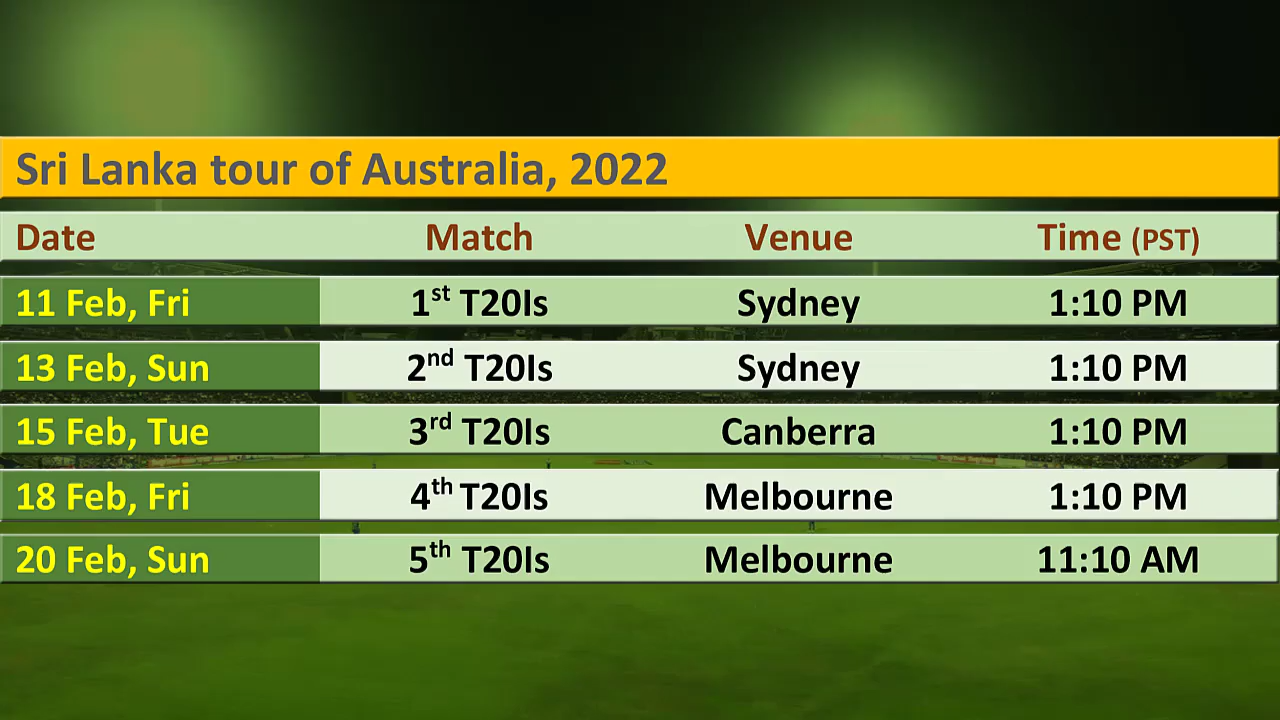 Sri Lanka tour of Australia, 2022
Date Match Venue Time (PST)
11 Feb, Fri 1st T20Is Sydney 1:10 PM
13 Feb, Sun 2nd T20Is Sydney 1:10 PM
15 Feb, Tue 3rd T20Is Canberra 1:10 PM
18 Feb, Fri 4th T20Is Melbourne 1:10 PM
20 Feb, Sun 5th T20Is Melbourne 11:10 AM